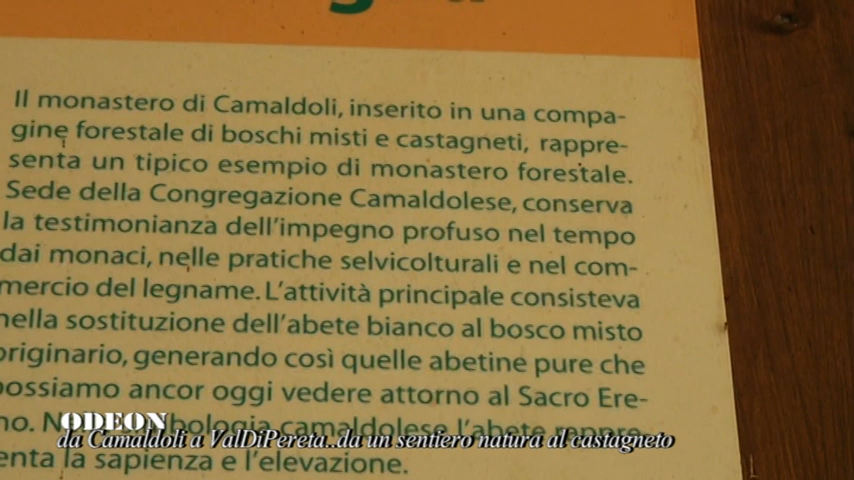 Il monastero di Camaldoli, inserito in una compa-
gine forestale di boschi misti e castagneti, rappre-
senta un tipico esempio di monastero forestale.
Sede della Congregazione Camaldolese, conserva
la testimonianza dell'impegno profuso nel tempo
dai monaci, nelle pratiche selvicolturali e nel com-
mercio del legname. L'attività principale consisteva
nella sostituzione dell'abete bianco al bosco misto
originario, generando così quelle abetine pure che
possiamo ancor oggi vedere attorno al Sacro Ere-
no. camaldolese l'abete rappre-
ODEON
da Camaldoli a ValDiPereta..da un sentiero natura al castagneto
enta la sapienza e l'elevazione.